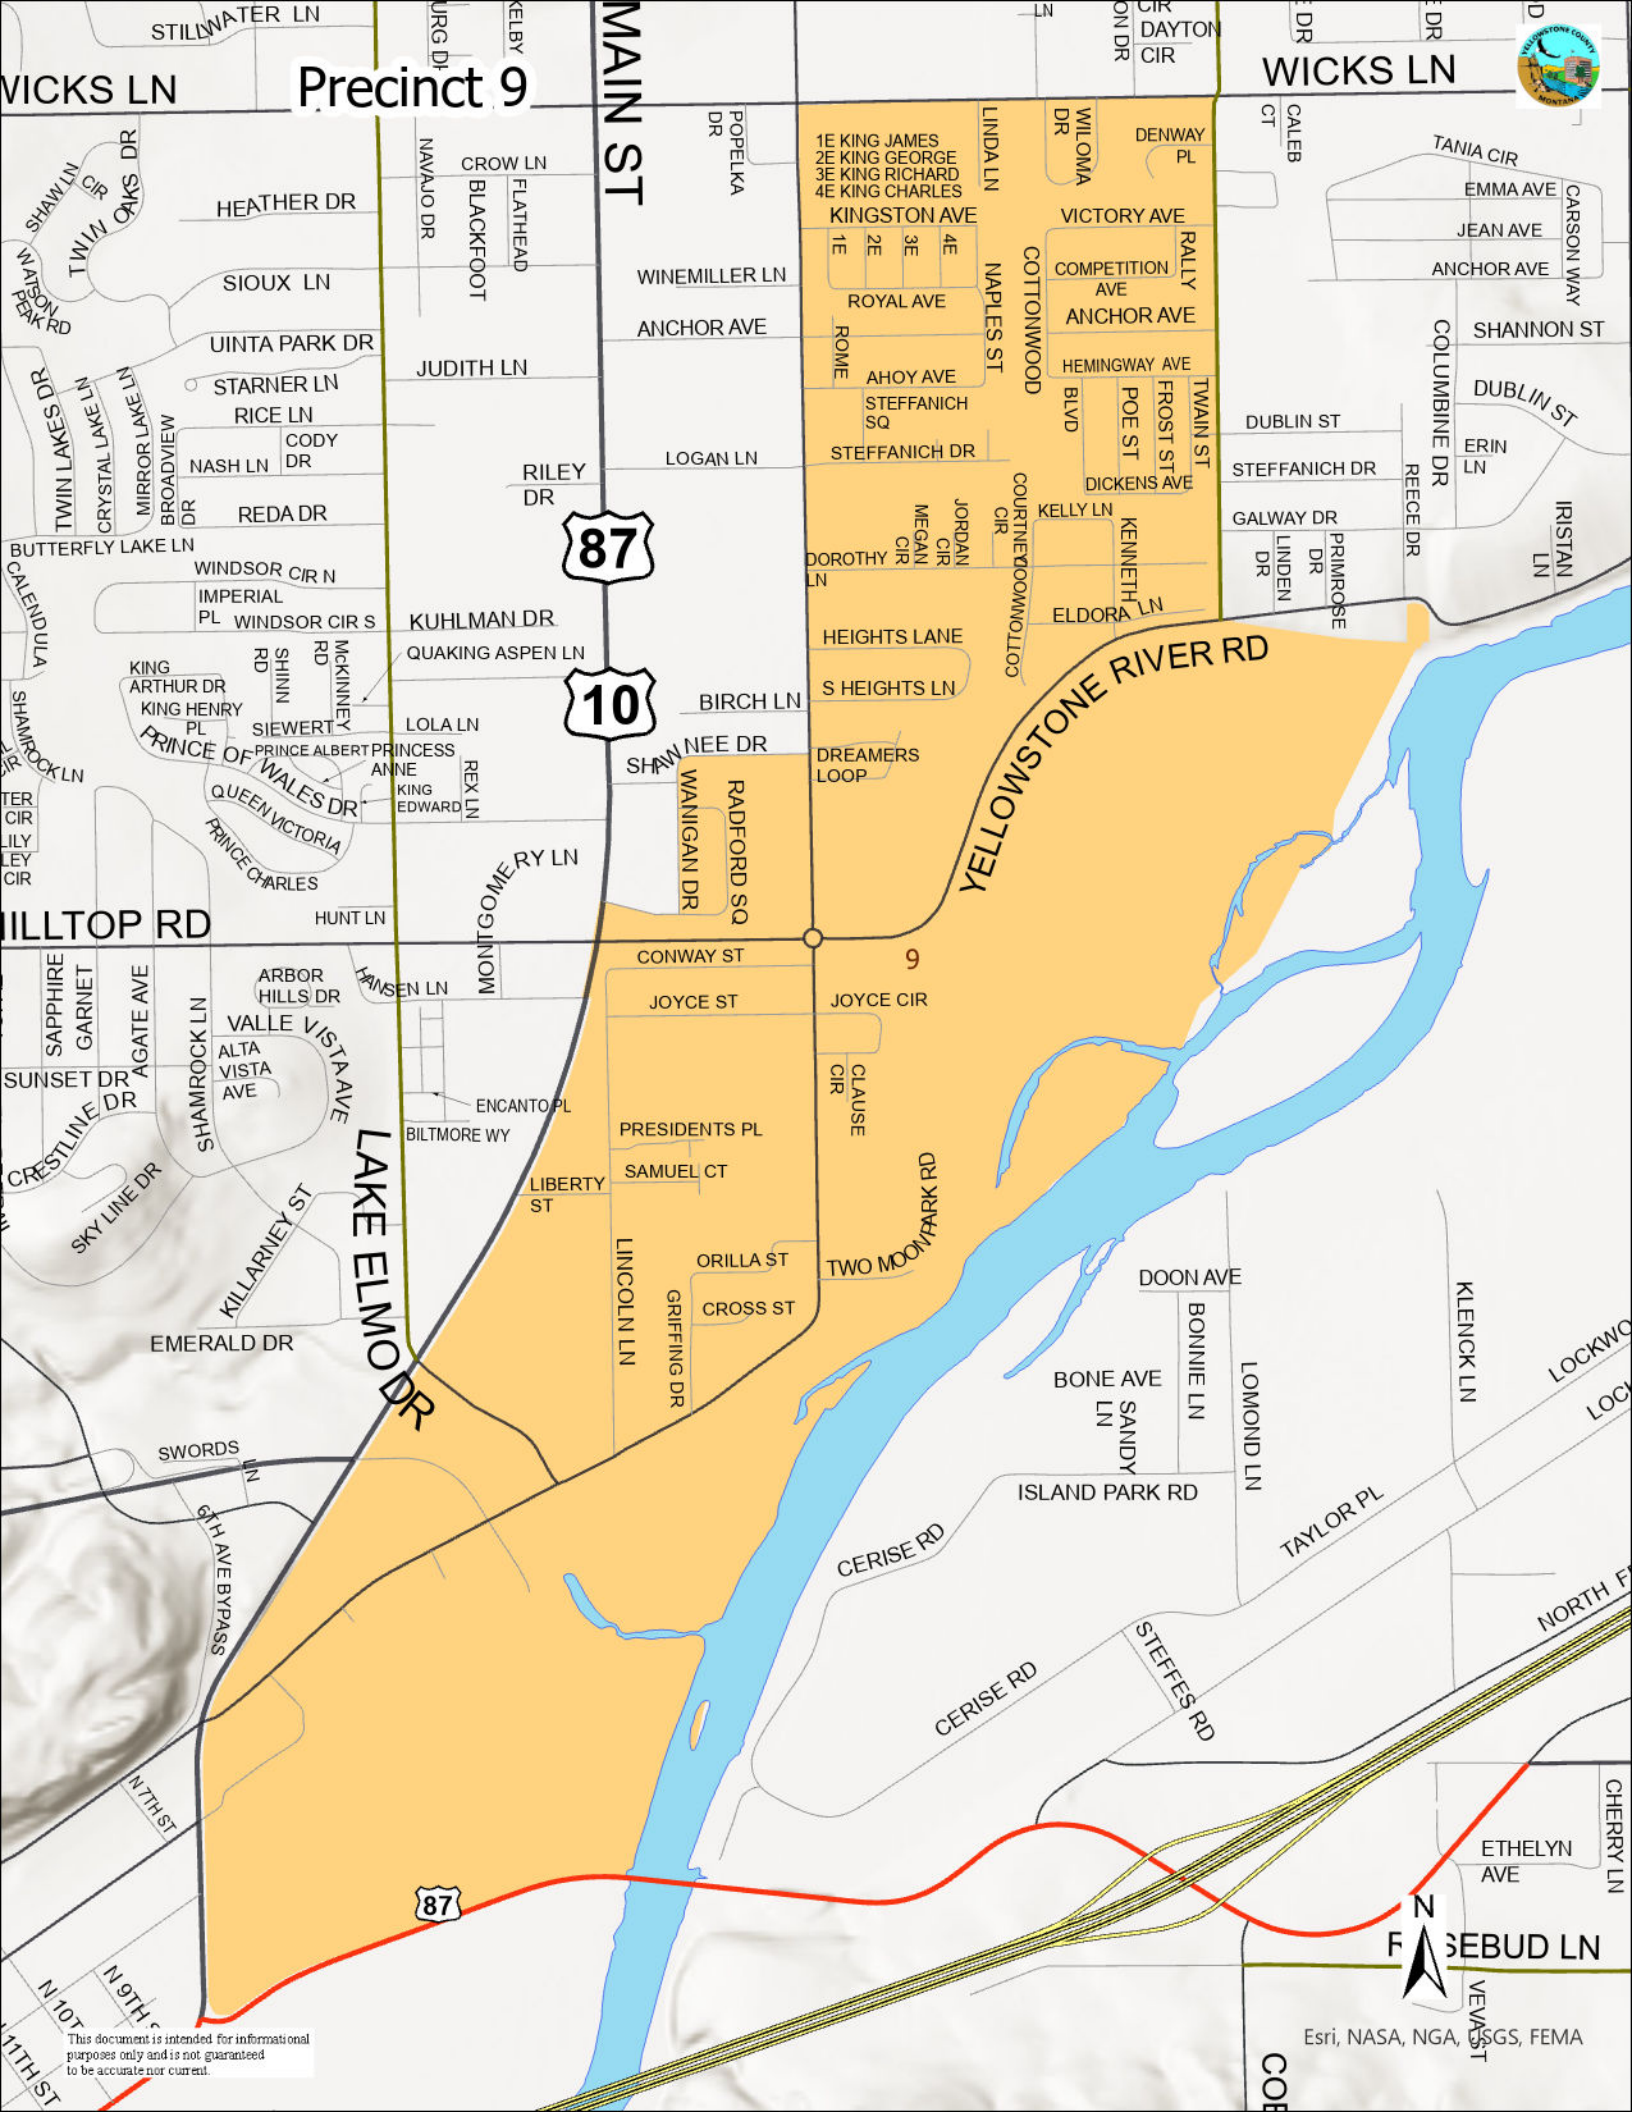 STILLWATER LN
KELBY
MAIN ST
LN
CIR
DAYTON
CIR
WICKS LN
Precinct 9
WICKS LN
YELLOWSTONE COUNTY
MONTANA
POPELKA
DR
LINDA LN
WILOMA
DR
DENWAY
PL
CALEB
CT
1E KING JAMES
2E KING GEORGE
3E KING RICHARD
4E KING CHARLES
TANIA CIR
EMMA AVE
CARSON WAY
JEAN AVE
ANCHOR AVE
SHAW LN
CIR
TWIN OAKS DR
HEATHER DR
NAVAJO DR
CROW LN
BLACKFOOT
FLATHEAD
KINGSTON AVE
1E
2E
3E
4E
VICTORY AVE
RALLY
COMPETITION
AVE
ANCHOR AVE
WATSON
PEAK RD
SIOUX LN
WINEMILLER LN
ROYAL AVE
NAPLES ST
COTTONWOOD
BLVD
ANCHOR AVE
ROME
UINTA PARK DR
JUDITH LN
HEMINGWAY AVE
COLUMBINE DR
SHANNON ST
STARNER LN
AHOY AVE
POE ST
FROST ST
TWAIN ST
DUBLIN ST
TWIN LAKES DR
CRYSTAL LAKE LN
MIRROR LAKE LN
BROADVIEW
DR
RICE LN
CODY
DR
NASH LN
STEFFANICH
SQ
DUBLIN ST
ERIN
LN
LOGAN LN
STEFFANICH DR
STEFFANICH DR
REECE DR
RILEY
DR
DICKENS AVE
REDA DR
87
MEGAN
CIR
JORDAN
CIR
COURTNEY
CIR
KELLY LN
KENNETH
GALWAY DR
LINDEN
DR
PRIMROSE
DR
IRISTAN
LN
BUTTERFLY LAKE LN
DOROTHY
LN
COTTONWOOD
CALENDULA
WINDSOR CIR N
IMPERIAL
PL
WINDSOR CIR S
KUHLMAN DR
ELDORA LN
HEIGHTS LANE
SHINN
RD
McKINNEY
RD
QUAKING ASPEN LN
YELLOWSTONE RIVER RD
KING
ARTHUR DR
KING HENRY
PL
S HEIGHTS LN
BIRCH LN
10
SHAMROCK LN
SIEWERT
LOLA LN
PRINCE OF WALES DR
PRINCE ALBERT
PRINCESS
ANNE
SHAWNEE DR
DREAMERS
LOOP
KING
EDWARD
REX LN
WANIGAN DR
RADFORD SQ
QUEEN VICTORIA
PRINCE CHARLES
TER
CIR
LILY
LEY
CIR
MONTGOMERY LN
HUNT LN
CONWAY ST
9
SAPPHIRE
GARNET
AGATE AVE
ARBOR
HILLS DR
HANSEN LN
JOYCE ST
JOYCE CIR
SHAMROCK LN
VALLE VISTA AVE
ALTA
VISTA
AVE
SUNSET DR
CRESTLINE DR
ENCANTO PL
BILTMORE WY
CLAUSE
CIR
PRESIDENTS PL
SAMUEL CT
LIBERTY
ST
TWO MOON PARK RD
LAKE ELMO DR
SKY LINE DR
KILLARNEY ST
LINCOLN LN
ORILLA ST
GRIFFING DR
CROSS ST
EMERALD DR
DOON AVE
BONNIE LN
LOMOND LN
KLENCK LN
BONE AVE
SANDY
LN
ISLAND PARK RD
SWORDS LN
6TH AVE BYPASS
CERISE RD
TAYLOR PL
CERISE RD
STEFFES RD
N 7TH ST
87
CHERRY LN
ETHELYN
AVE
N
N 9TH
11TH ST
VEVA ST
This document is intended for informational
purposes only and is not guaranteed
to be accurate nor current.
Esri, NASA, NGA, USGS, FEMA